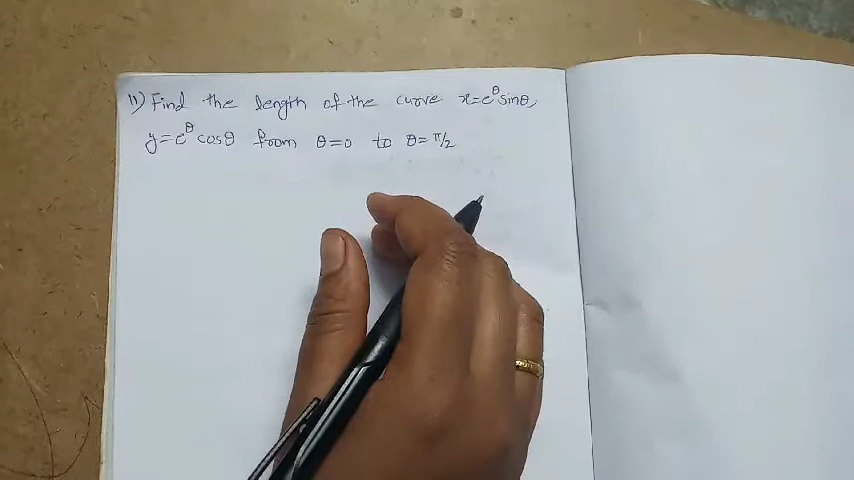 11) Find the length of the curve x=e^θ sinθ,
y=e^θ cosθ from θ=0 to θ=π/2